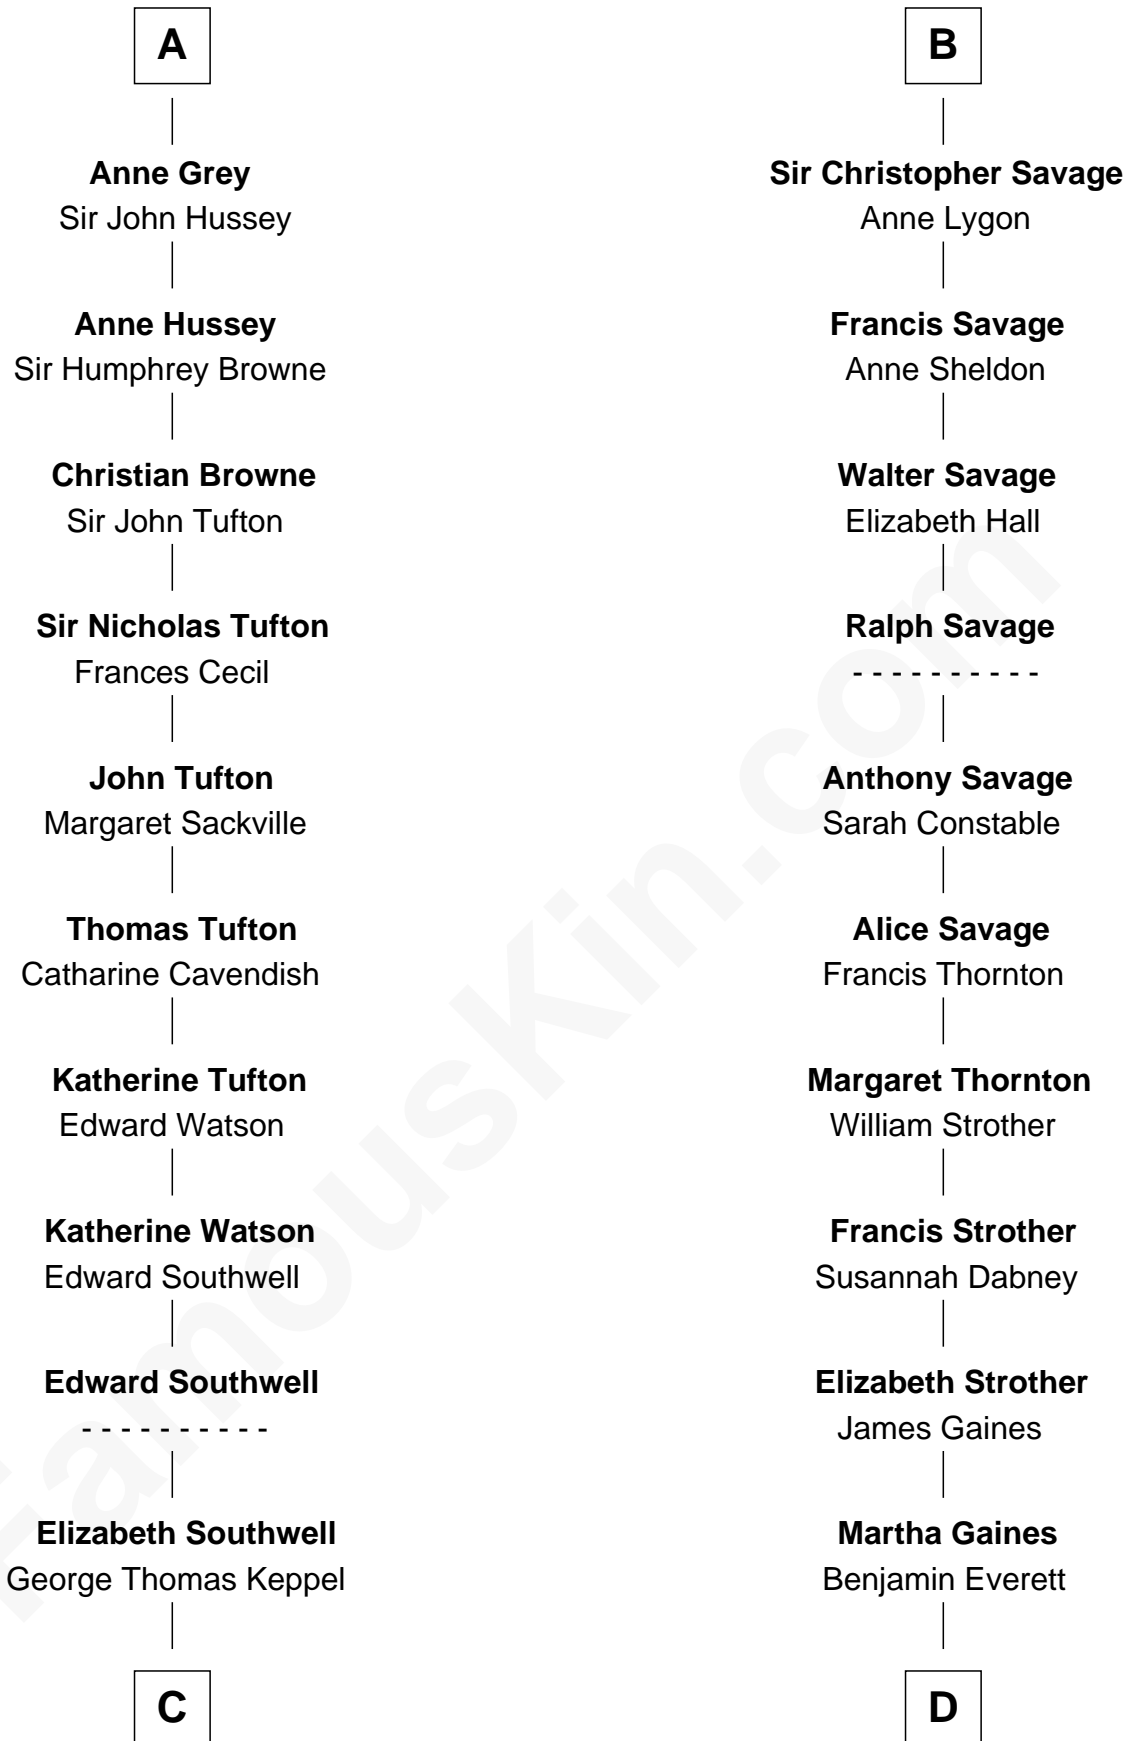 A
Anne Grey
Sir John Hussey
Anne Hussey
Sir Humphrey Browne
Christian Browne
Sir John Tufton
Sir Nicholas Tufton
Frances Cecil
John Tufton
Margaret Sackville
Thomas Tufton
Catharine Cavendish
Katherine Tufton
Edward Watson
Katherine Watson
Edward Southwell
Edward Southwell
- - - - - - - - - -
Elizabeth Southwell
George Thomas Keppel
C
B
Sir Christopher Savage
Anne Lygon
Francis Savage
Anne Sheldon
Walter Savage
Elizabeth Hall
Ralph Savage
- - - - - - - - - -
Anthony Savage
Sarah Constable
Alice Savage
Francis Thornton
Margaret Thornton
William Strother
Francis Strother
Susannah Dabney
Elizabeth Strother
James Gaines
Martha Gaines
Benjamin Everett
D
FamousKin.com